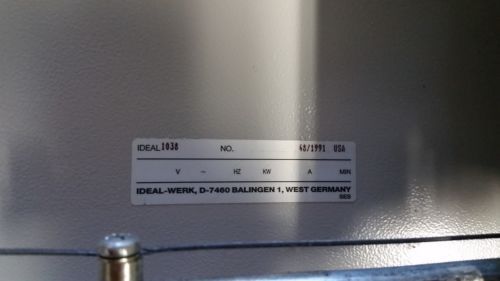 IDEAL 1038 NO. 48/1991 USA
V ~ HZ KW A MIN
IDEAL-WERK, D-7460 BALINGEN 1, WEST GERMANY